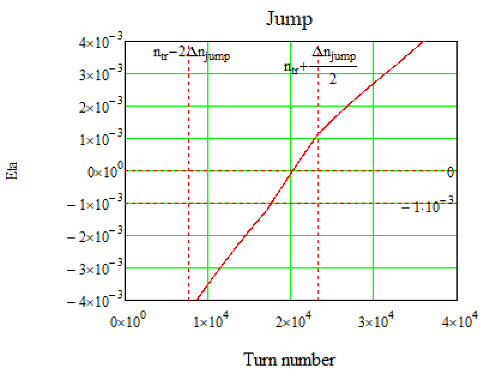 Jump
4×10⁻³
3×10⁻³
2×10⁻³
1×10⁻³
0×10⁰
−1×10⁻³
−2×10⁻³
−3×10⁻³
−4×10⁻³
Eta
n_tr−2Δn_jump
n_tr+Δn_jump/2
0
−1·10⁻³
0×10⁰ 1×10⁴ 2×10⁴ 3×10⁴ 4×10⁴
Turn number